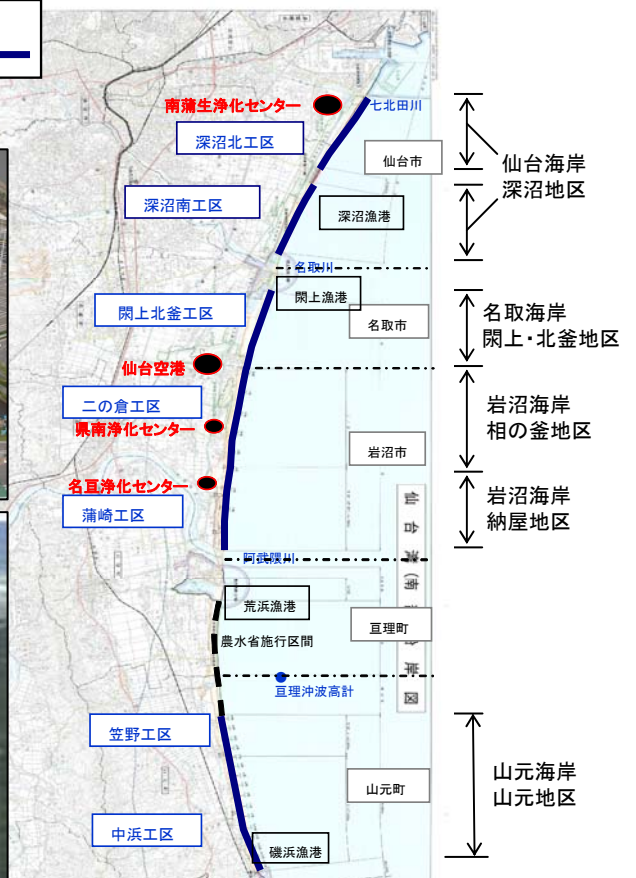 南蒲生浄化センター
七北田川
深沼北工区
仙台市
仙台海岸
深沼地区
深沼南工区
深沼漁港
名取川
閖上漁港
閖上北釜工区
名取市
名取海岸
閖上・北釜地区
仙台空港
二の倉工区
県南浄化センター
岩沼海岸
相の釜地区
岩沼市
名亘浄化センター
蒲崎工区
岩沼海岸
納屋地区
阿武隈川
荒浜漁港
亘理町
農水省施行区間
亘理沖波高計
笠野工区
山元町
山元海岸
山元地区
中浜工区
磯浜漁港